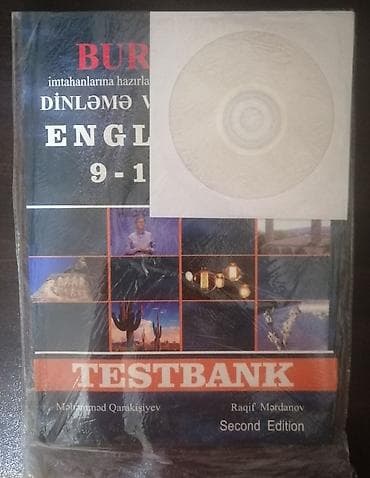 BUR
imtahanlarına hazırla
DİNLƏMƏ V
ENGL
9-1
TESTBANK
Məhəmməd Qarakişiyev Raqif Mərdanov
Second Edition